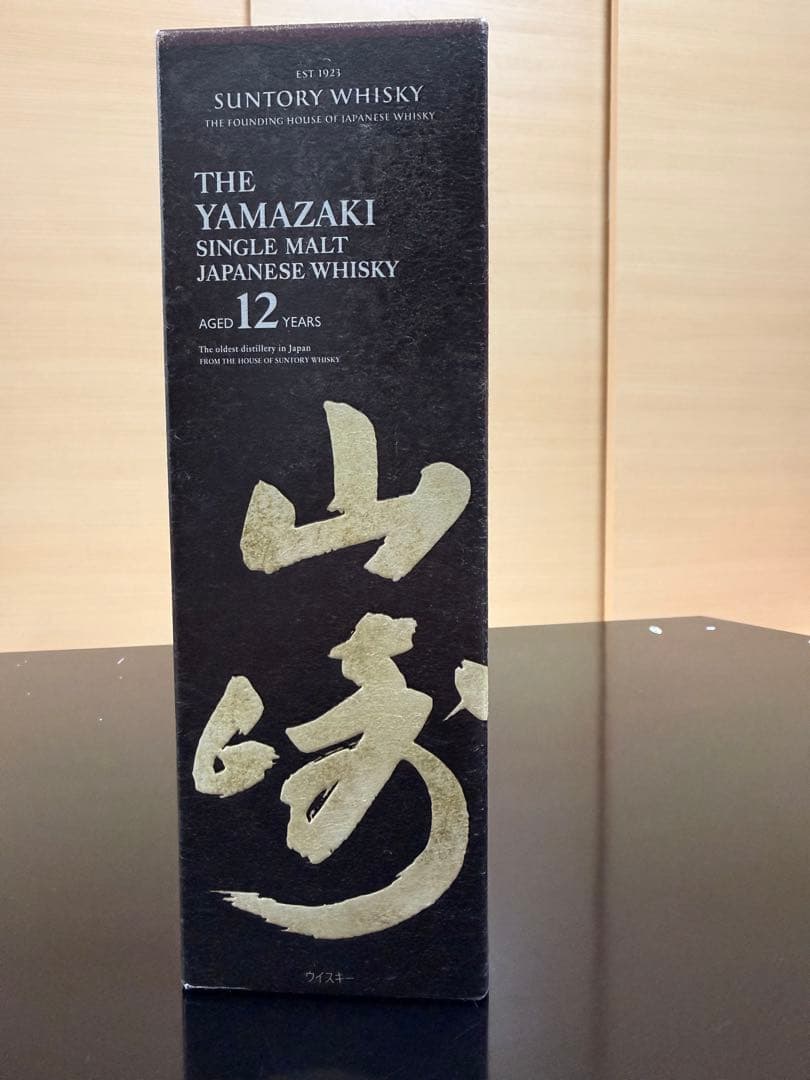 EST 1923
SUNTORY WHISKY
THE FOUNDING HOUSE OF JAPANESE WHISKY
THE
YAMAZAKI
SINGLE MALT
JAPANESE WHISKY
AGED 12 YEARS
The oldest distillery in Japan
FROM THE HOUSE OF SUNTORY WHISKY
山
崎
ウイスキー